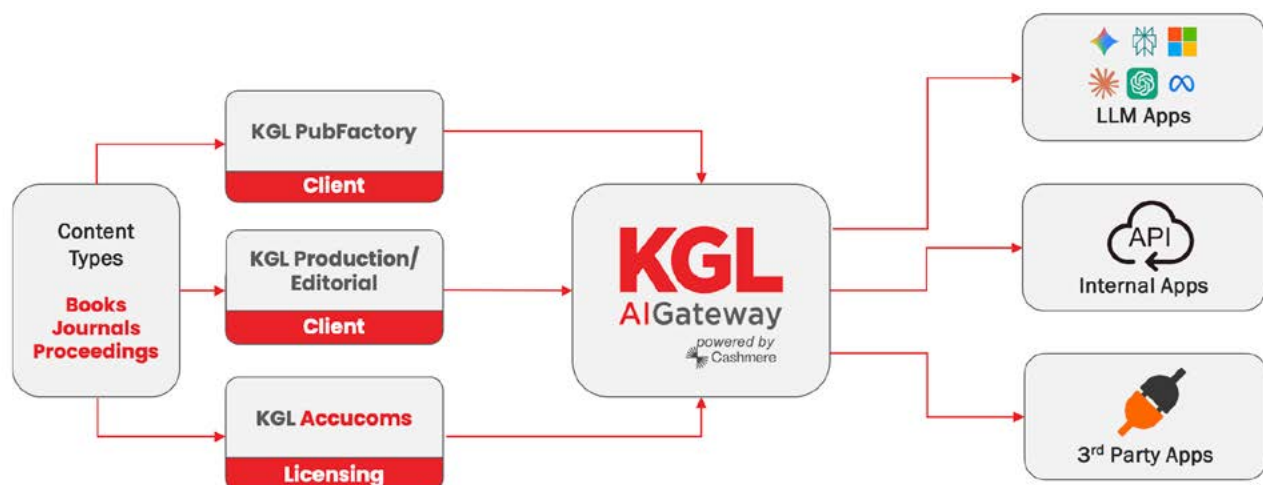 Content
Types
Books
Journals
Proceedings
KGL PubFactory
Client
KGL Production/
Editorial
Client
KGL Accucoms
Licensing
KGL
AIGateway
powered by
Cashmere
LLM Apps
API
Internal Apps
3rd Party Apps